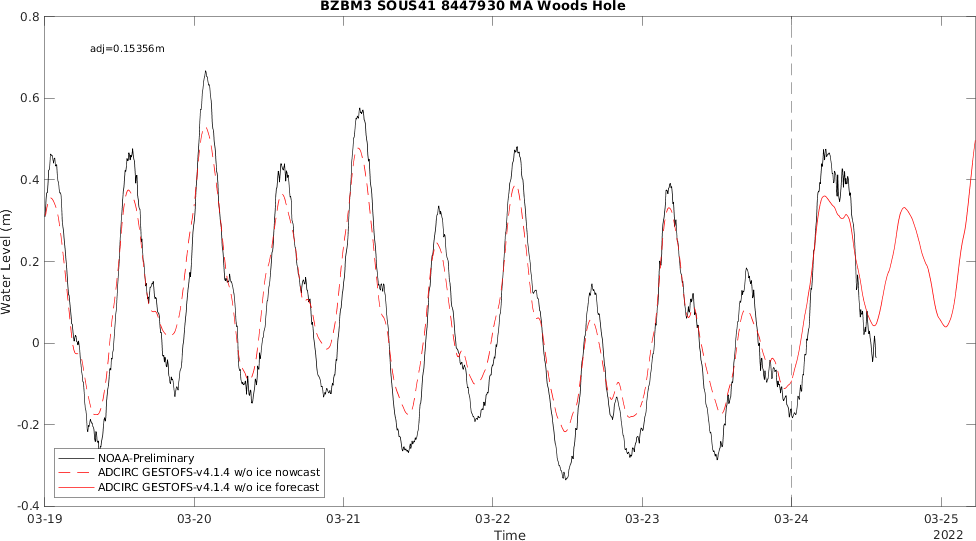 BZBM3 SOUS41 8447930 MA Woods Hole
adj=0.15356m
Water Level (m)
0.8
0.6
0.4
0.2
0
-0.2
-0.4
NOAA-Preliminary
ADCIRC GESTOFS-v4.1.4 w/o ice nowcast
ADCIRC GESTOFS-v4.1.4 w/o ice forecast
03-19 03-20 03-21 03-22 03-23 03-24 03-25
Time
2022